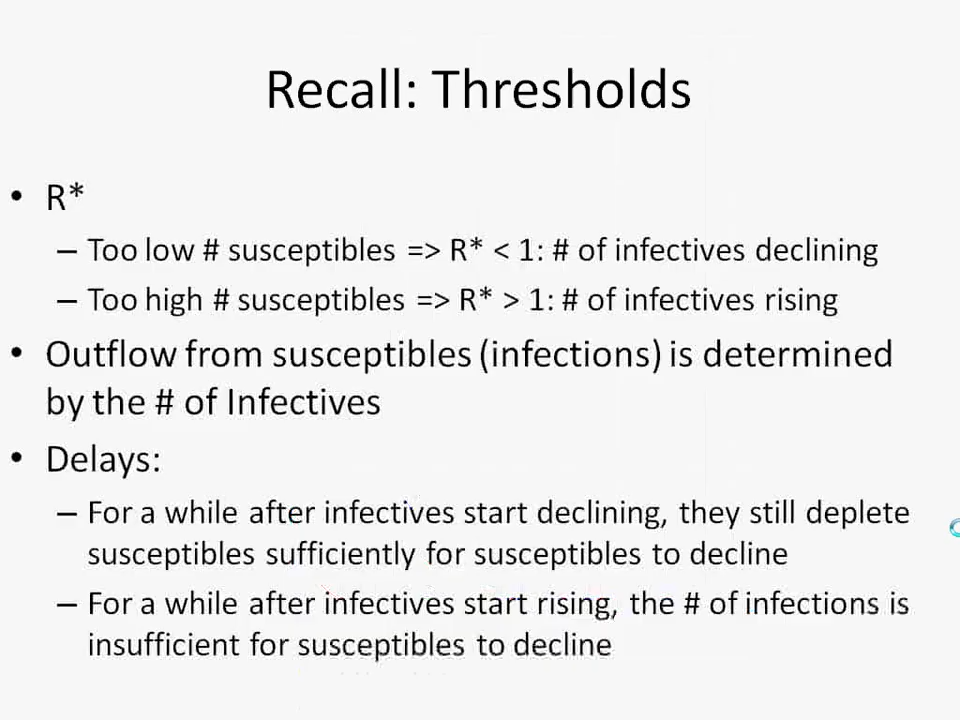 Recall: Thresholds
• R*
– Too low # susceptibles => R* < 1: # of infectives declining
– Too high # susceptibles => R* > 1: # of infectives rising
• Outflow from susceptibles (infections) is determined
by the # of Infectives
• Delays:
– For a while after infectives start declining, they still deplete
susceptibles sufficiently for susceptibles to decline
– For a while after infectives start rising, the # of infections is
insufficient for susceptibles to decline